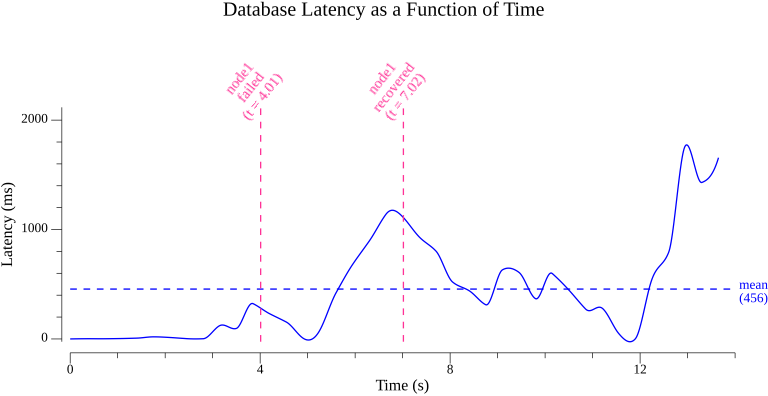 Database Latency as a Function of Time
node1
failed
(t = 4.01)
node1
recovered
(t = 7.02)
2000
1000
0
Latency (ms)
mean
(456)
0
4
8
12
Time (s)